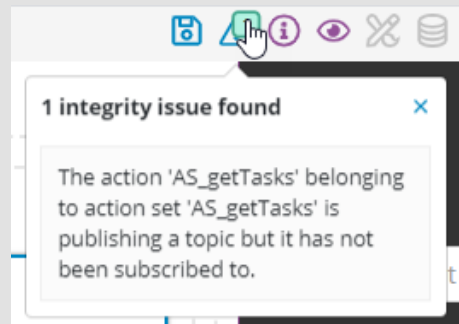 1 integrity issue found
The action 'AS_getTasks' belonging
to action set 'AS_getTasks' is
publishing a topic but it has not
been subscribed to.
t